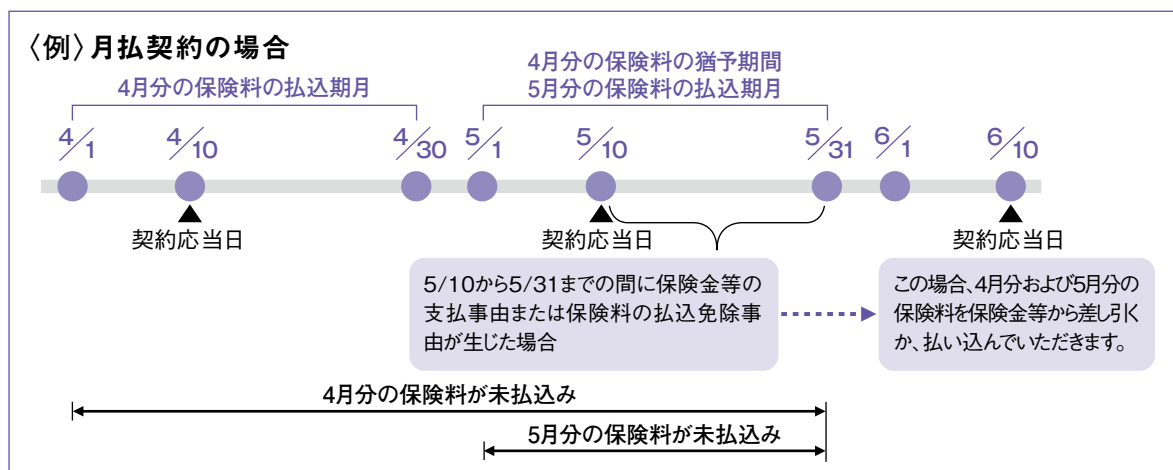 〈例〉月払契約の場合
4月分の保険料の払込期月
4月分の保険料の猶予期間
5月分の保険料の払込期月
4/1
4/10
4/30
5/1
5/10
5/31
6/1
6/10
契約応当日
契約応当日
契約応当日
5/10から5/31までの間に保険金等の
支払事由または保険料の払込免除事
由が生じた場合
この場合、4月分および5月分の
保険料を保険金等から差し引く
か、払い込んでいただきます。
4月分の保険料が未払込み
5月分の保険料が未払込み